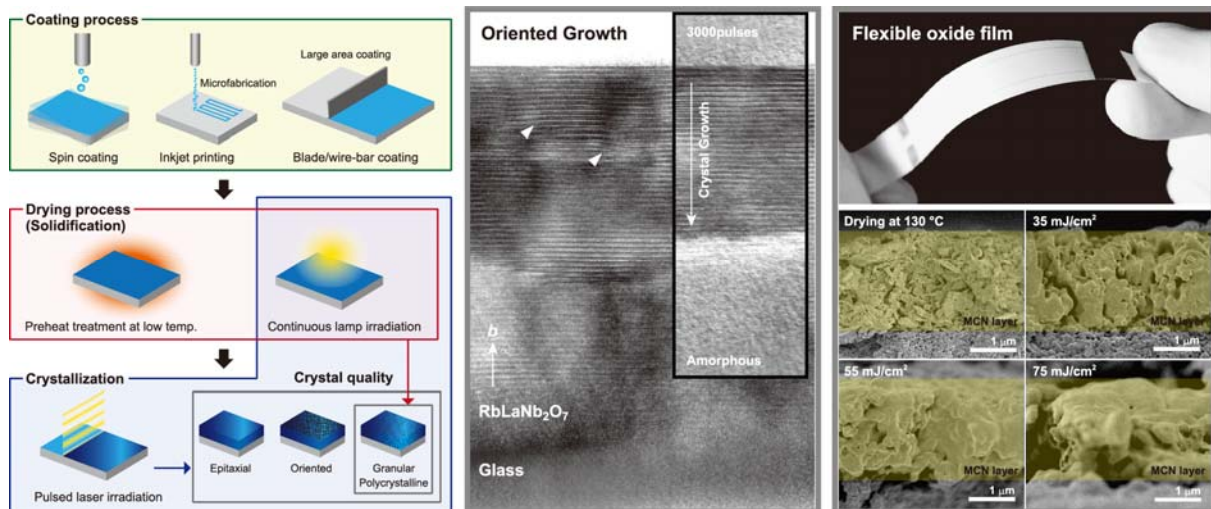 Coating process
Large area coating
Microfabrication
Spin coating
Inkjet printing
Blade/wire-bar coating
Drying process
(Solidification)
Preheat treatment at low temp.
Continuous lamp irradiation
Crystallization
Crystal quality
Epitaxial
Oriented
Granular
Polycrystalline
Pulsed laser irradiation
Oriented Growth
3000pulses
Crystal Growth
b
Amorphous
RbLaNb₂O₇
Glass
Flexible oxide film
Drying at 130 °C
MCN layer
1 μm
35 mJ/cm²
MCN layer
1 μm
55 mJ/cm²
MCN layer
1 μm
75 mJ/cm²
MCN layer
1 μm